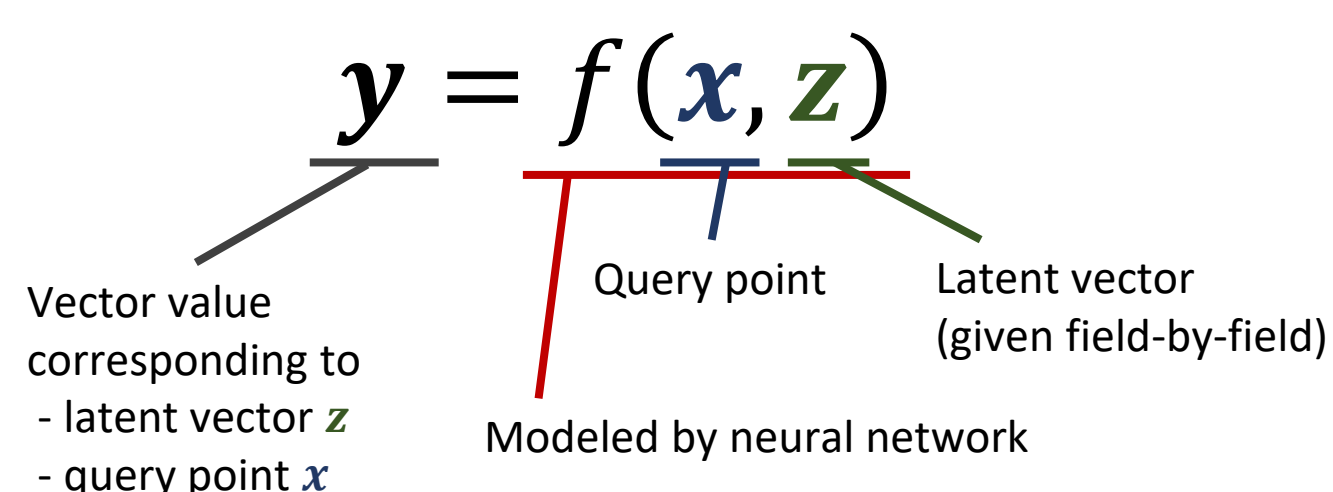 y = f(x, z)
Query point
Latent vector
(given field-by-field)
Vector value
corresponding to
- latent vector z
- query point x
Modeled by neural network